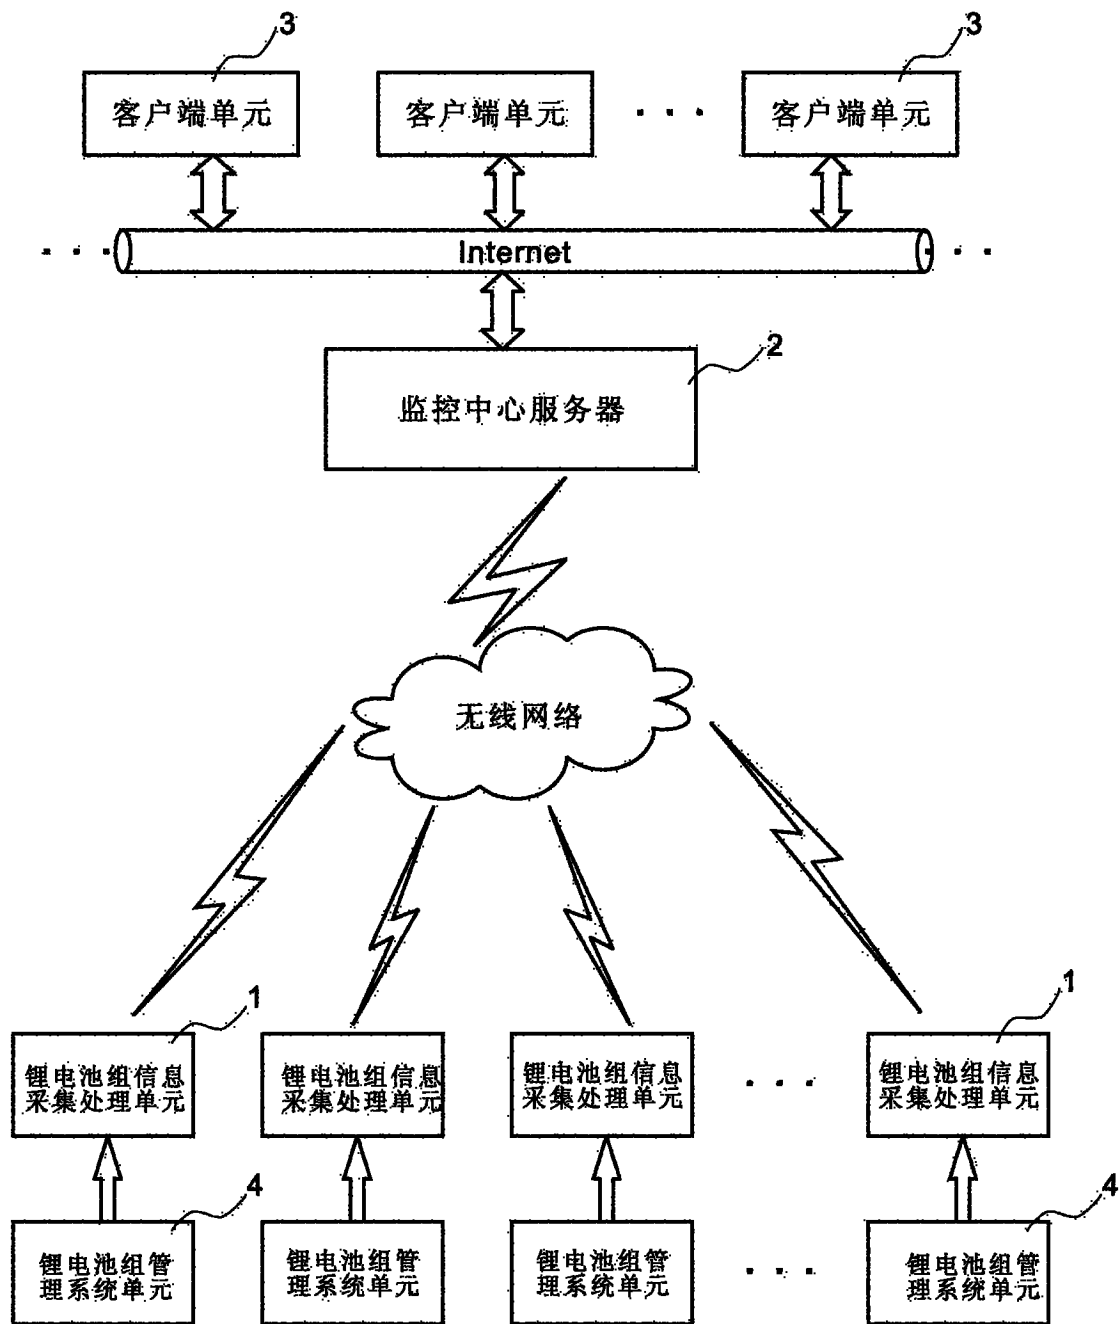 3
3
客户端单元
客户端单元
· · ·
客户端单元
· · ·
Internet
· · ·
2
监控中心服务器
无线网络
1
1
锂电池组信息
采集处理单元
锂电池组信息
采集处理单元
锂电池组信息
采集处理单元
· · ·
锂电池组信息
采集处理单元
4
4
锂电池组管
理系统单元
锂电池组管
理系统单元
锂电池组管
理系统单元
· · ·
锂电池组管
理系统单元